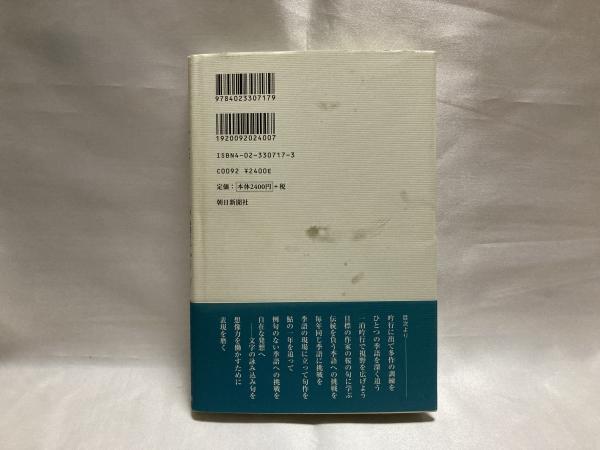 9784023307179
1920092024007
ISBN4-02-330717-3
C0092 ¥2400E
定価：本体2400円＋税
朝日新聞社
目次より
吟行に出て多作の訓練を
ひとつの季語を深く追う
一泊吟行で視野を広げよう
目標の作家の桜の句に学ぶ
伝統を負う季語への挑戦を
毎年同じ季語に挑戦を
季語の現場に立って句作を
鮎の一年を追って
例句のない季語への挑戦を
自在な発想へ
――文字の詠み込み句を
想像力を働かすために
表現を磨く